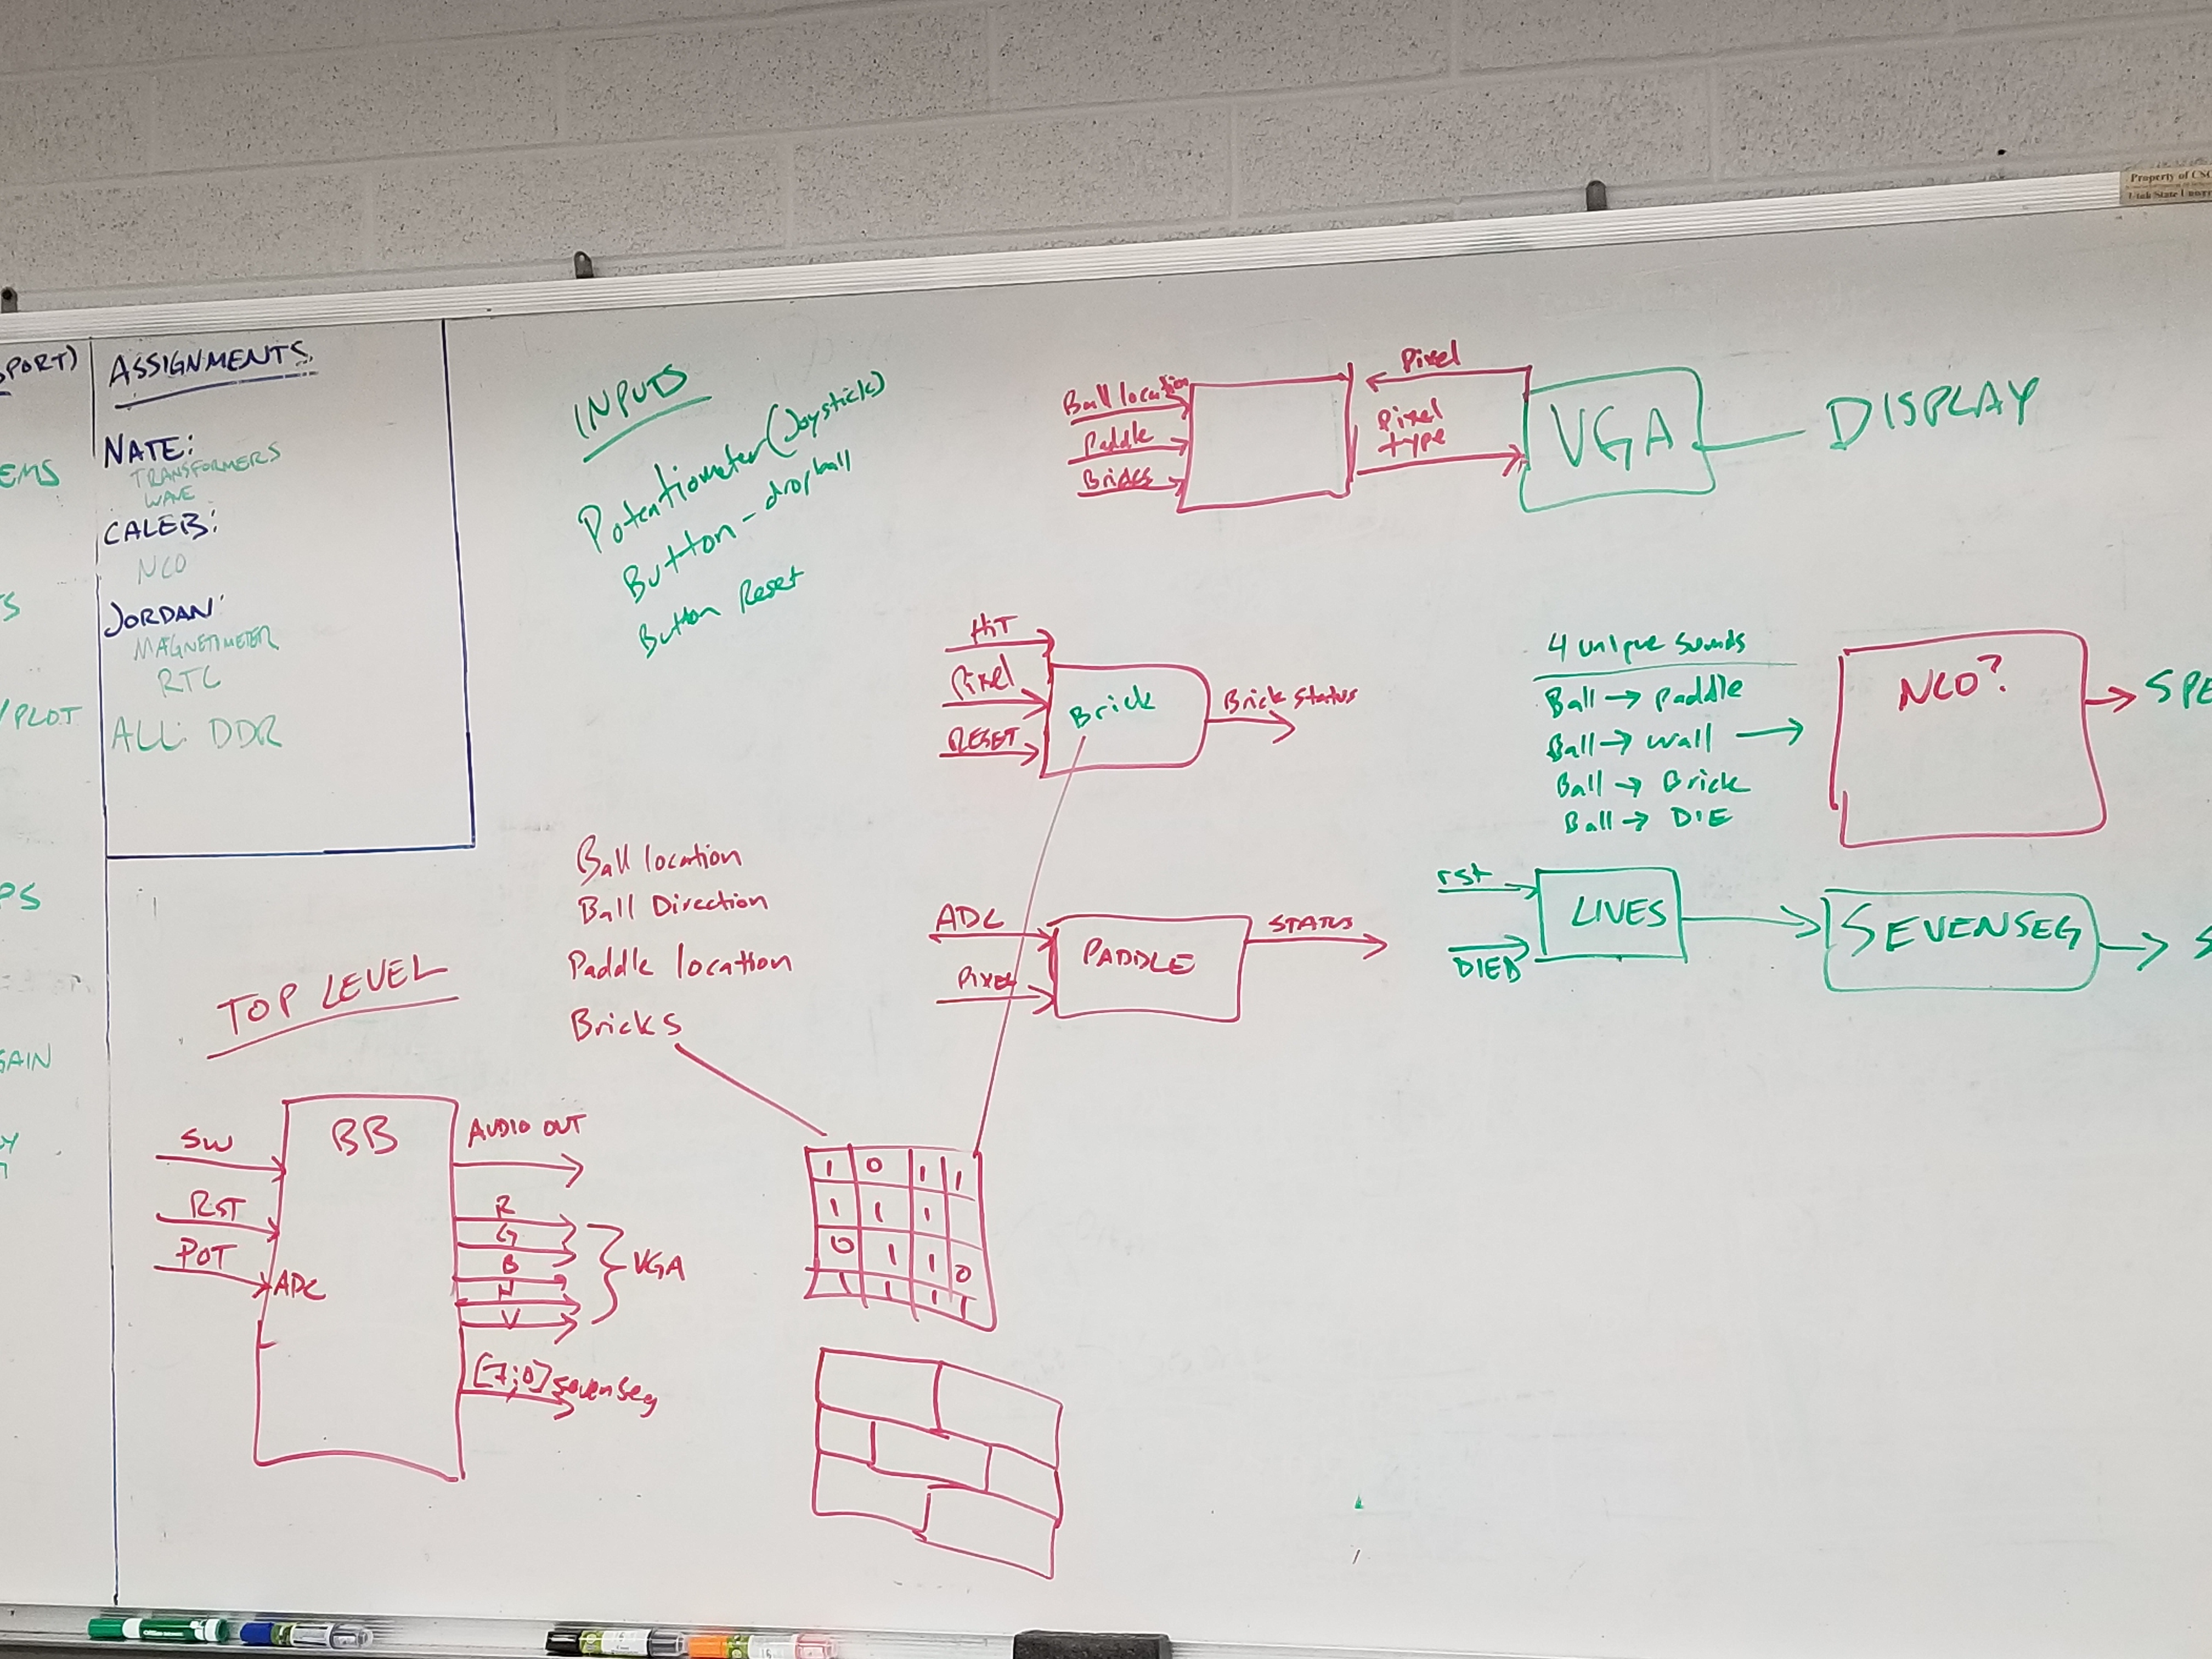 Property of CSC
Utah State Univer
PORT)
EMS
TS
/PLOT
PS
GAIN
ASSIGNMENTS
NATE:
TRANSFORMERS
WAVE
CALEB:
NCO
JORDAN:
MAGNETIMETER
RTC
ALL: DDR
INPUTS
Potentiometer (Joystick)
Button - drop ball
Button Reset
Ball location
Paddle
Bricks
Pixel
Pixel
type
VGA
DISPLAY
HIT
Pixel
RESET
Brick
Brick Status
4 unique sounds
Ball → paddle
Ball → wall
Ball → Brick
Ball → DIE
NCO?
SPE
ADC
PIXEL
PADDLE
STATUS
rst
DIED
LIVES
SEVENSEG
S
Ball location
Ball Direction
Paddle location
Bricks
TOP LEVEL
SW
RST
POT
ADC
BB
AUDIO OUT
R
G
B
H
V
VGA
[7:0] sevenseg
1 0 1 1
1 1 1
0 1 1 0
1 1 1 1